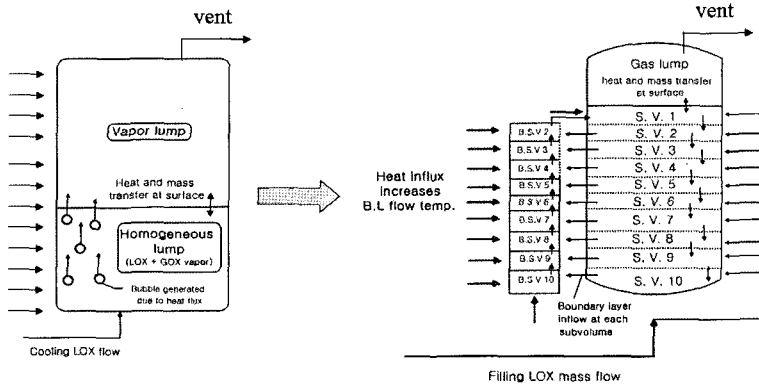 vent
Vapor lump
Heat and mass
transfer at surface
Homogeneous
lump
(LOX + GOX vapor)
Bubble generated
due to heat flux
Cooling LOX flow
Heat Influx
increases
B.L flow temp.
vent
Gas lump
heat and mass transfer
at surface
S. V. 1
S. V. 2
S. V. 3
S. V. 4
S. V. 5
S. V. 6
S. V. 7
S. V. 8
S. V. 9
S. V. 10
B.S.V 2
B.S.V 3
B.S.V 4
B.S.V 5
B.S.V 6
B.S.V 7
B.S.V 8
B.S.V 9
B.S.V 10
Boundary layer
inflow at each
subvolume
Filling LOX mass flow